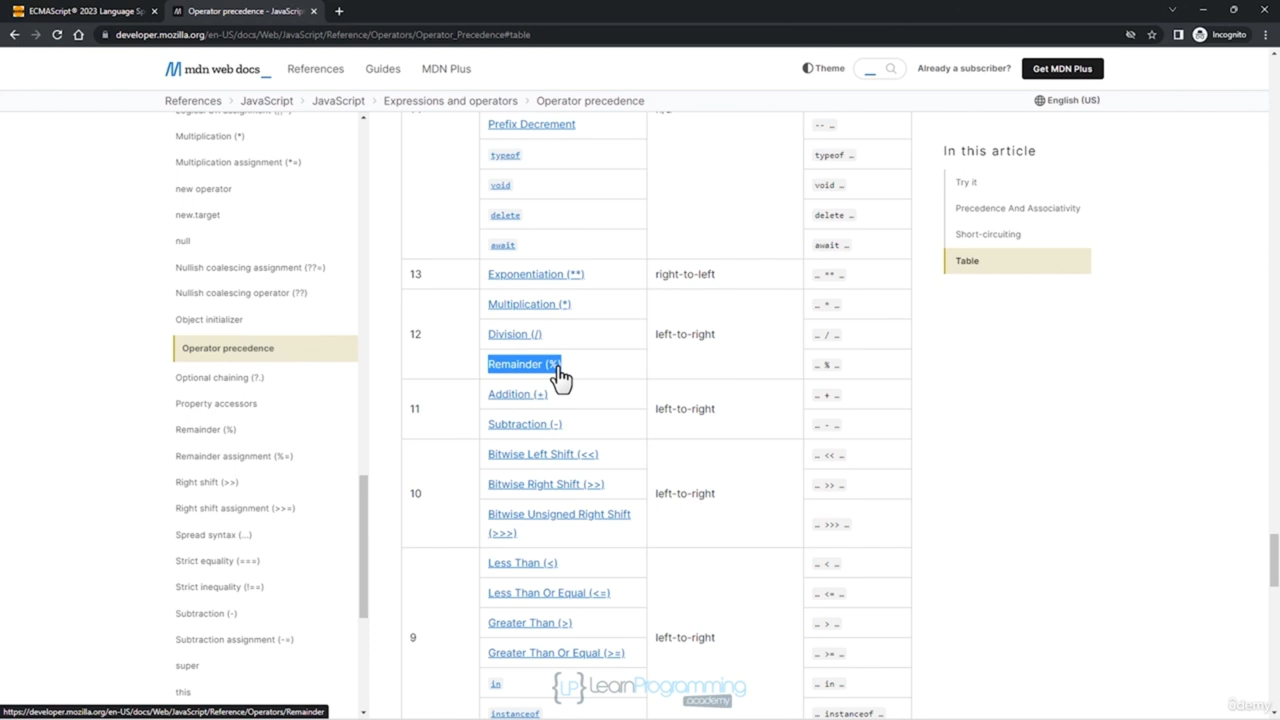 ECMAScript® 2023 Language Sp
Operator precedence - JavaScrip
developer.mozilla.org/en-US/docs/Web/JavaScript/Reference/Operators/Operator_Precedence#table
Incognito
mdn web docs_
References
Guides
MDN Plus
Theme
Already a subscriber?
Get MDN Plus
References > JavaScript > JavaScript > Expressions and operators > Operator precedence
English (US)
Multiplication (*)
Multiplication assignment (*=)
new operator
new.target
null
Nullish coalescing assignment (??=)
Nullish coalescing operator (??)
Object initializer
Operator precedence
Optional chaining (?.)
Property accessors
Remainder (%)
Remainder assignment (%=)
Right shift (>>)
Right shift assignment (>>=)
Spread syntax (...)
Strict equality (===)
Strict inequality (!==)
Subtraction (-)
Subtraction assignment (-=)
super
this
Prefix Decrement
-- …
typeof
typeof …
void
void …
delete
delete …
await
await …
13
Exponentiation (**)
right-to-left
… ** …
12
Multiplication (*)
left-to-right
… * …
Division (/)
… / …
Remainder (%)
… % …
11
Addition (+)
left-to-right
… + …
Subtraction (-)
… - …
10
Bitwise Left Shift (<<)
left-to-right
… << …
Bitwise Right Shift (>>)
… >> …
Bitwise Unsigned Right Shift
(>>>)
… >>> …
9
Less Than (<)
left-to-right
… < …
Less Than Or Equal (<=)
… <= …
Greater Than (>)
… > …
Greater Than Or Equal (>=)
… >= …
in
… in …
instanceof
… instanceof …
In this article
Try it
Precedence And Associativity
Short-circuiting
Table
{LP} LearnProgramming
academy
Udemy
https://developer.mozilla.org/en-US/docs/Web/JavaScript/Reference/Operators/Remainder